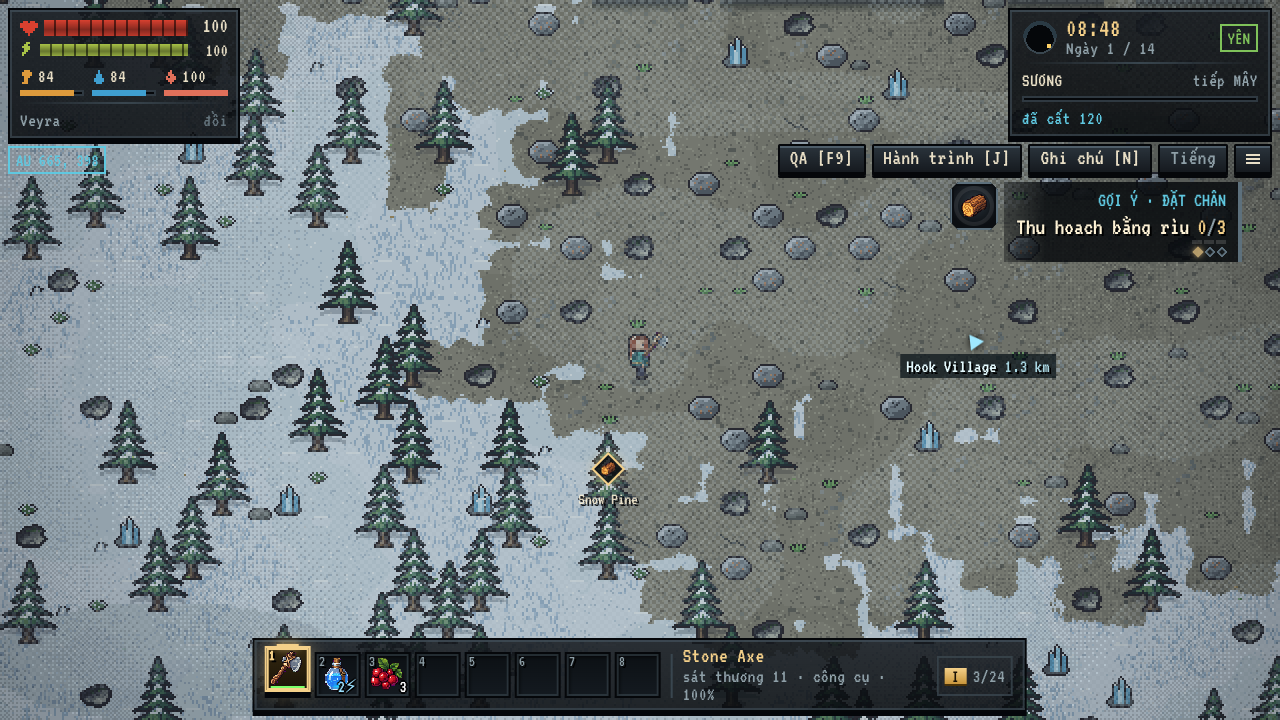 100
100
84 84 100
Veyra đồi
08:48
Ngày 1 / 14
YÊN
SƯƠNG tiếp MÂY
đã cất 120
QA [F9] Hành trình [J] Ghi chú [N] Tiếng
GỢI Ý · ĐẶT CHÂN
Thu hoạch bằng rìu 0/3
Hook Village 1.3 km
Snow Pine
1 2 3 4 5 6 7 8
2 3
Stone Axe
sát thương 11 · công cụ ·
100%
I 3/24